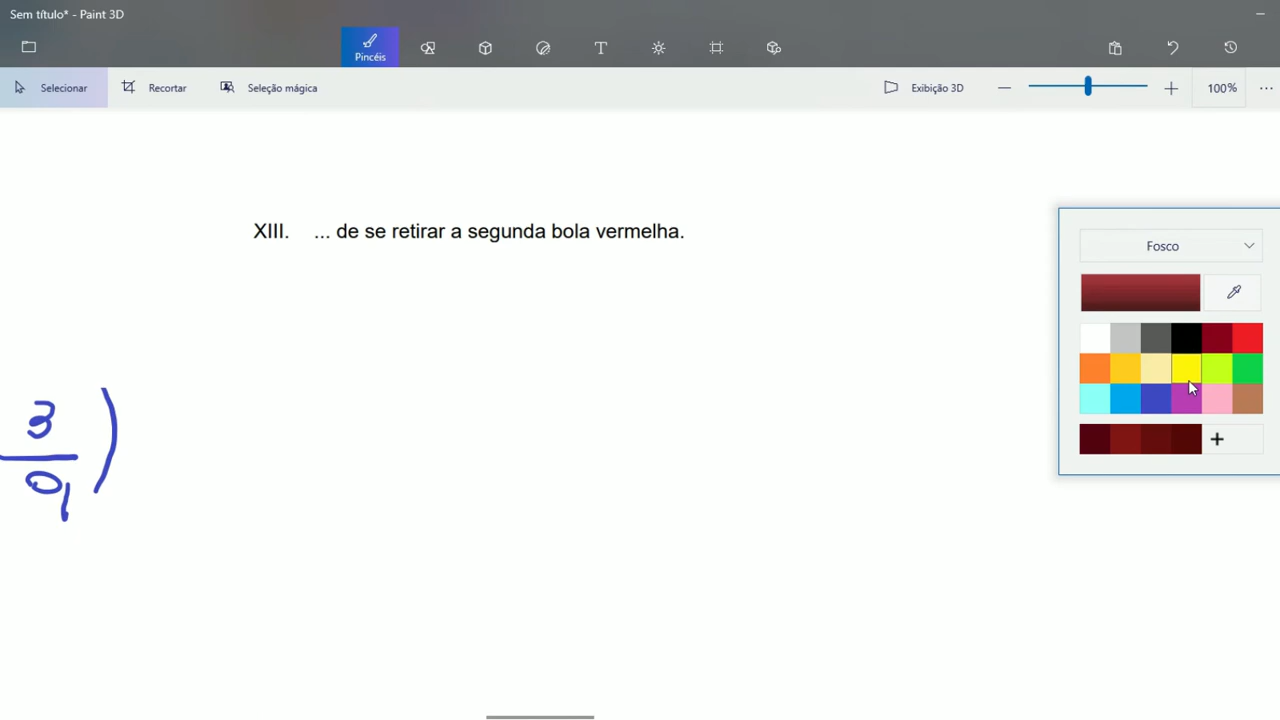 Sem título* - Paint 3D
Pincéis
Selecionar
Recortar
Seleção mágica
Exibição 3D
100%
XIII. ... de se retirar a segunda bola vermelha.
Fosco
3
9
)